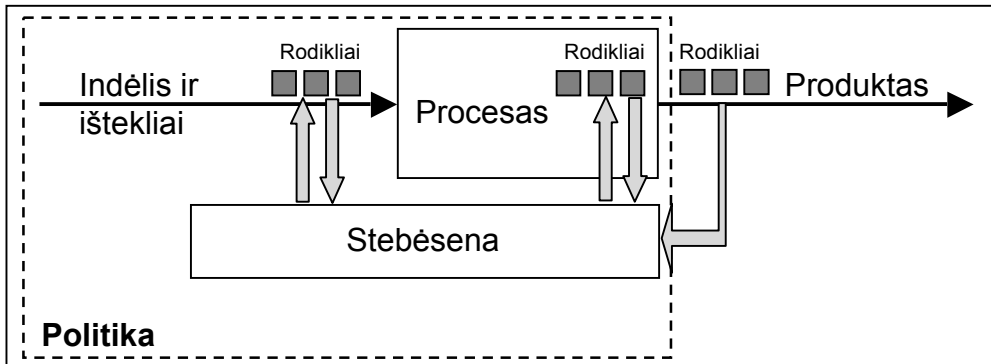 Rodikliai
Rodikliai
Rodikliai
Indėlis ir
ištekliai
Procesas
Produktas
Stebėsena
Politika